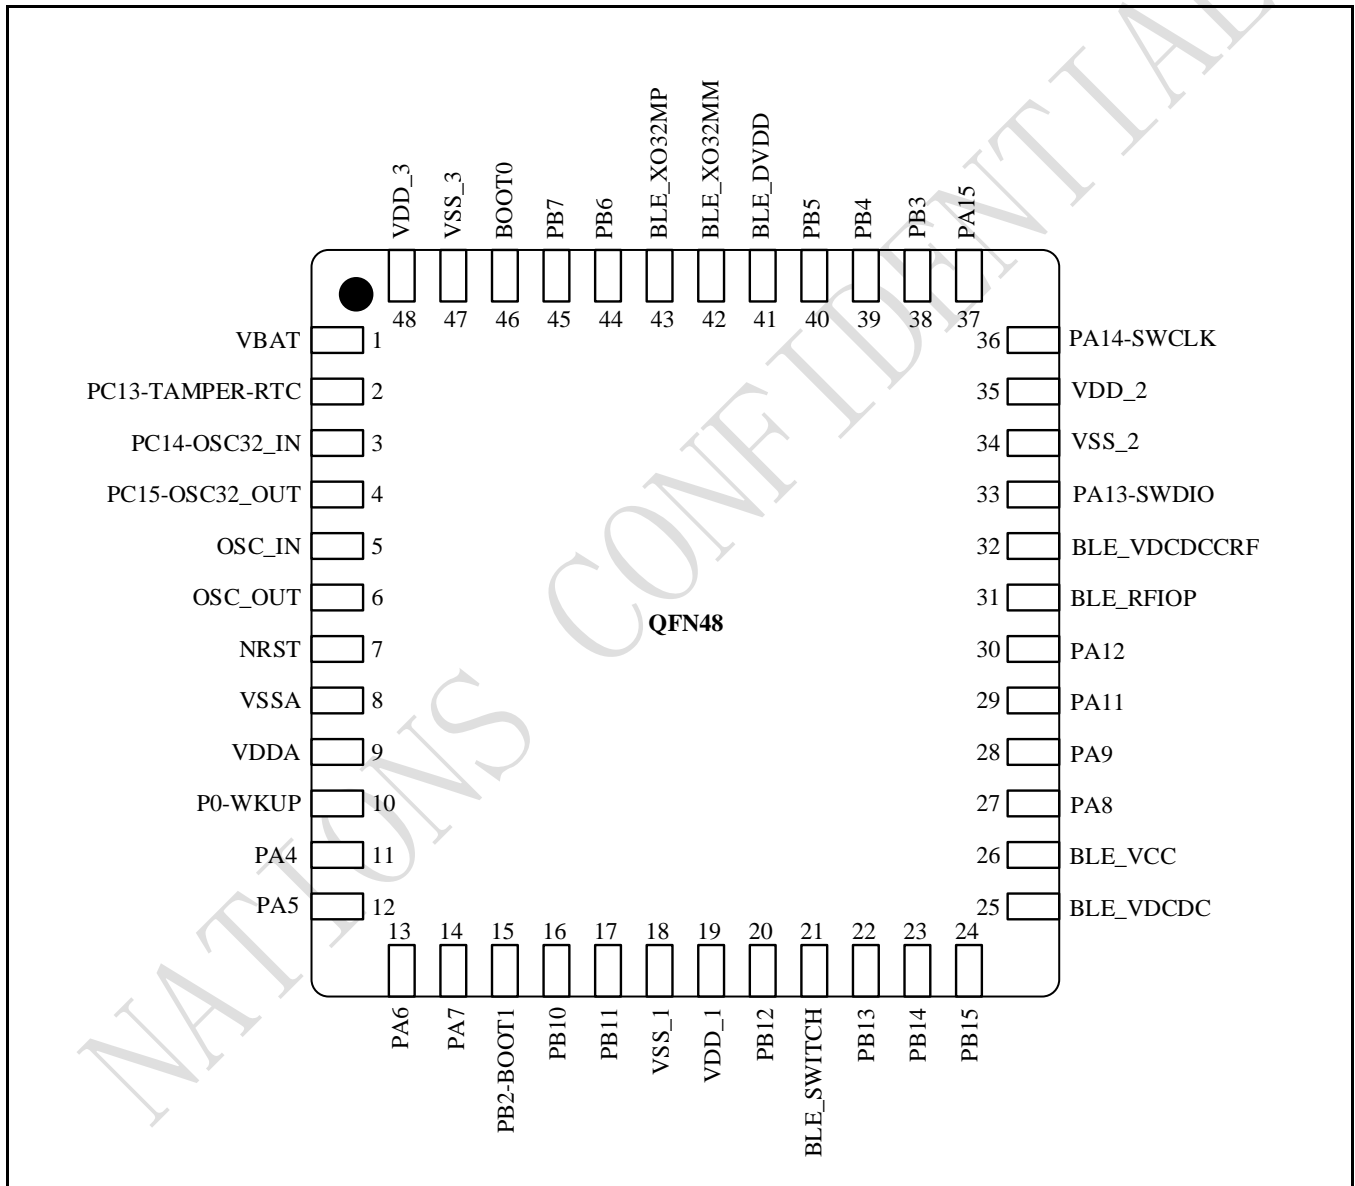 VDD_3
VSS_3
BOOT0
PB7
PB6
BLE_XO32MP
BLE_XO32MM
BLE_DVDD
PB5
PB4
PB3
PA15
48
47
46
45
44
43
42
41
40
39
38
37
VBAT 1
PC13-TAMPER-RTC 2
PC14-OSC32_IN 3
PC15-OSC32_OUT 4
OSC_IN 5
OSC_OUT 6
NRST 7
VSSA 8
VDDA 9
P0-WKUP 10
PA4 11
PA5 12
QFN48
36 PA14-SWCLK
35 VDD_2
34 VSS_2
33 PA13-SWDIO
32 BLE_VDCDCCRF
31 BLE_RFIOP
30 PA12
29 PA11
28 PA9
27 PA8
26 BLE_VCC
25 BLE_VDCDC
13
14
15
16
17
18
19
20
21
22
23
24
PA6
PA7
PB2-BOOT1
PB10
PB11
VSS_1
VDD_1
PB12
BLE_SWITCH
PB13
PB14
PB15
NATIONS CONFIDENTIAL